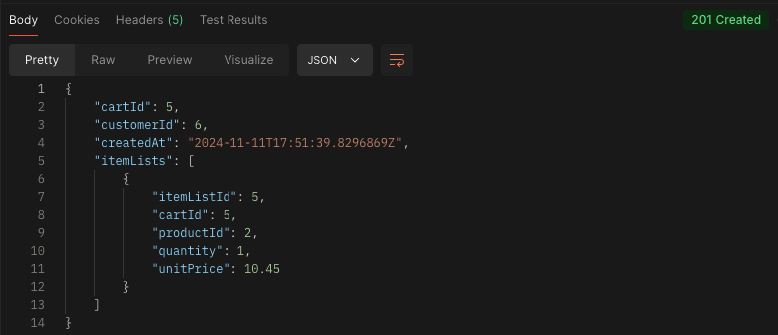 Body Cookies Headers (5) Test Results 201 Created
Pretty Raw Preview Visualize JSON
1 {
2 "cartId": 5,
3 "customerId": 6,
4 "createdAt": "2024-11-11T17:51:39.8296869Z",
5 "itemLists": [
6 {
7 "itemListId": 5,
8 "cartId": 5,
9 "productId": 2,
10 "quantity": 1,
11 "unitPrice": 10.45
12 }
13 ]
14 }